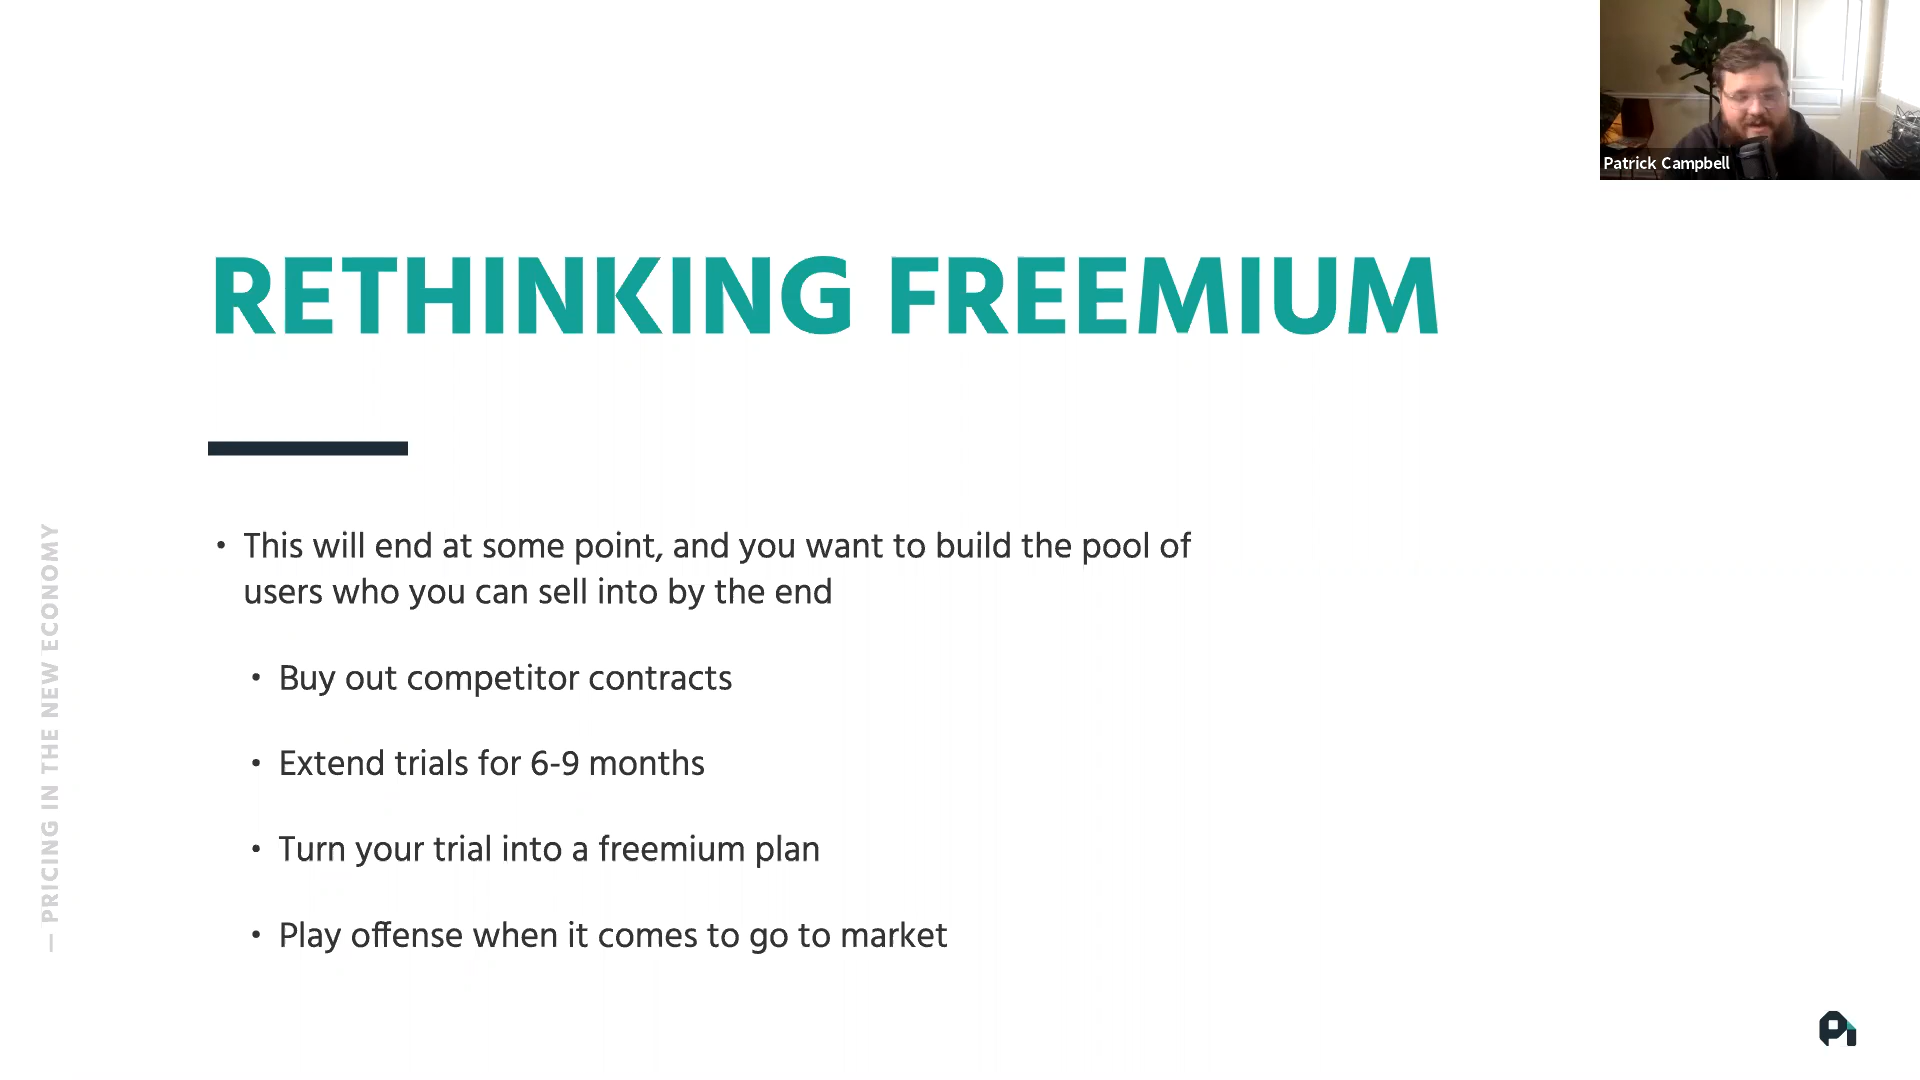 Patrick Campbell
RETHINKING FREEMIUM
• This will end at some point, and you want to build the pool of
users who you can sell into by the end
• Buy out competitor contracts
• Extend trials for 6-9 months
• Turn your trial into a freemium plan
• Play offense when it comes to go to market
— PRICING IN THE NEW ECONOMY